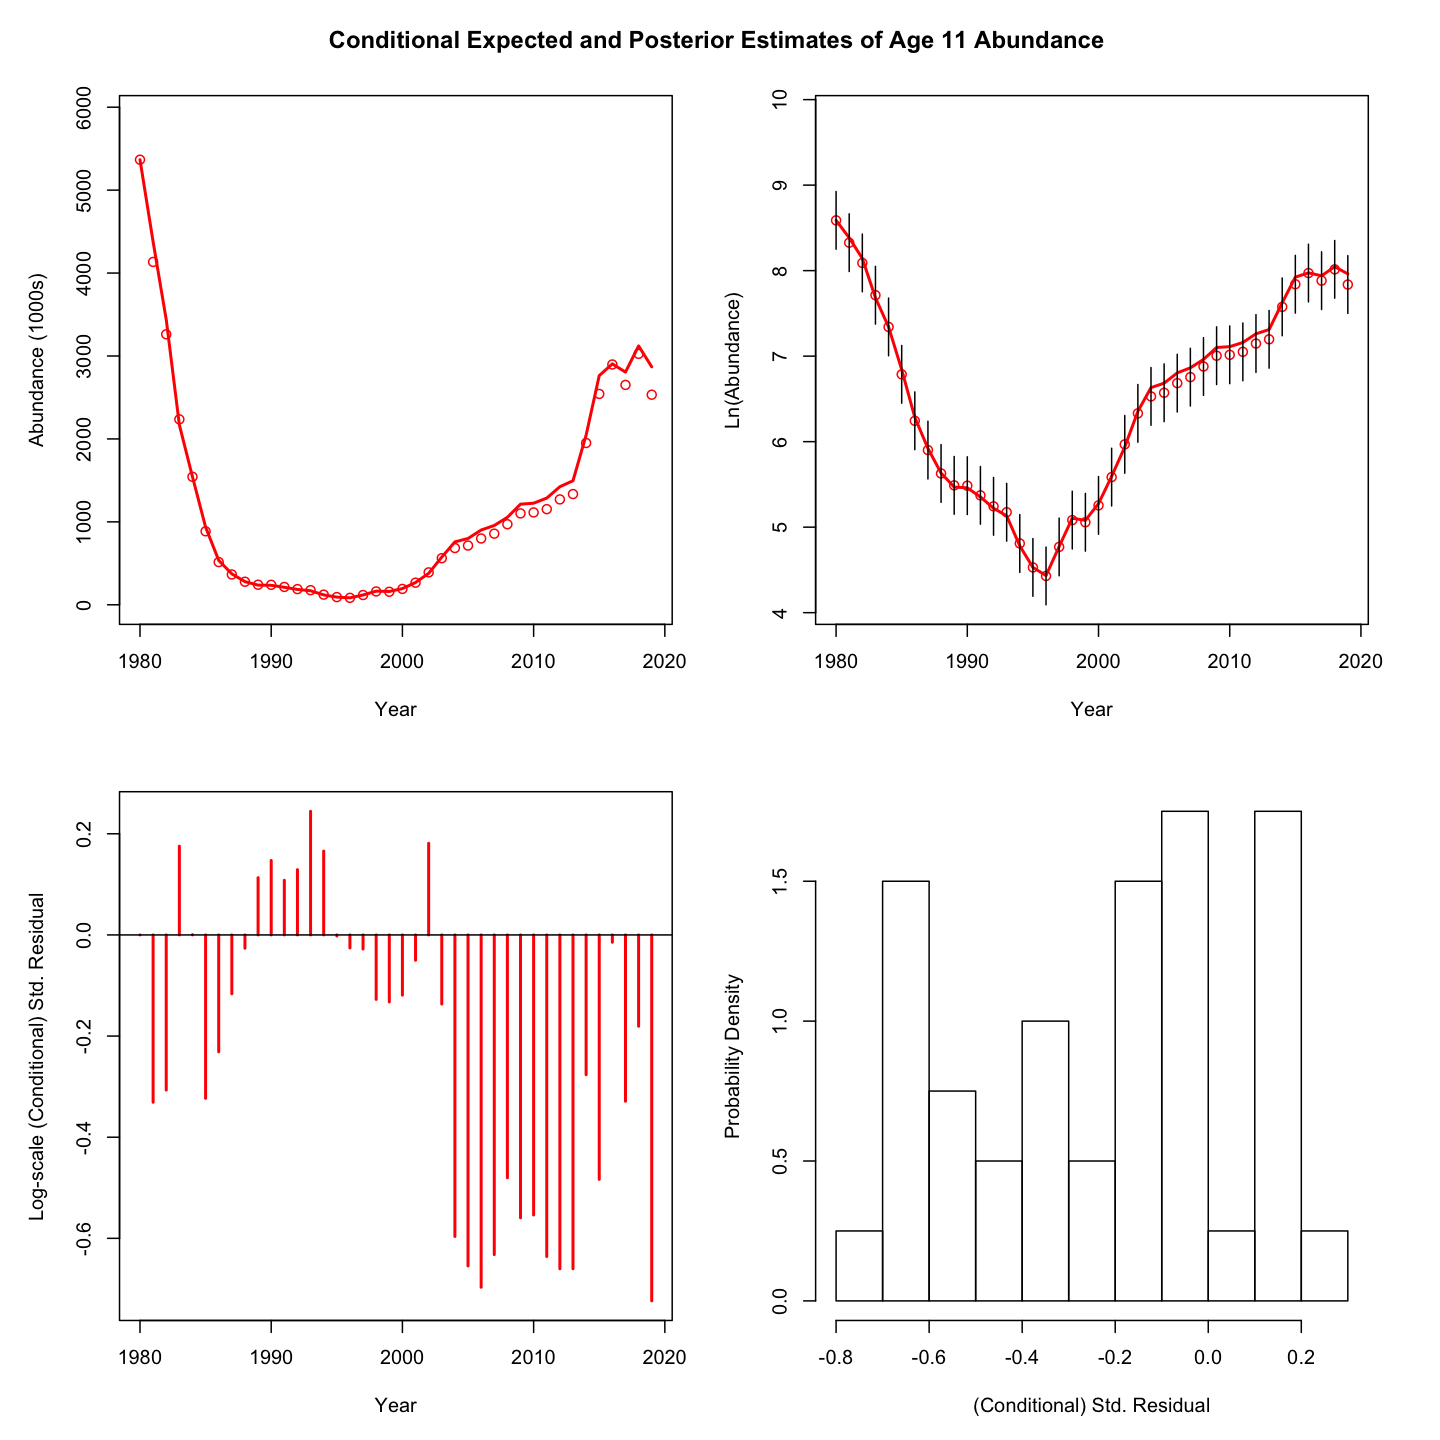 Conditional Expected and Posterior Estimates of Age 11 Abundance
Abundance (1000s)
6000
5000
4000
3000
2000
1000
0
1980 1990 2000 2010 2020
Year
Ln(Abundance)
10
9
8
7
6
5
4
1980 1990 2000 2010 2020
Year
Log-scale (Conditional) Std. Residual
0.2
0.0
-0.2
-0.4
-0.6
1980 1990 2000 2010 2020
Year
Probability Density
1.5
1.0
0.5
0.0
-0.8 -0.6 -0.4 -0.2 0.0 0.2
(Conditional) Std. Residual